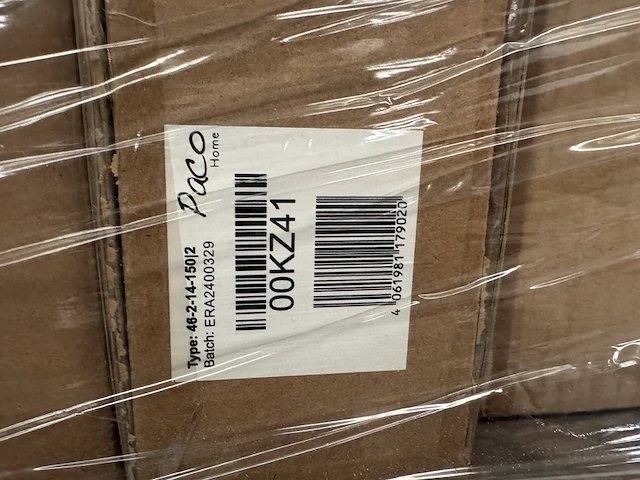 Paco
Home
Type: 46-2-14-150|2
Batch: ERA2400329
00KZ41
4 061981 179020